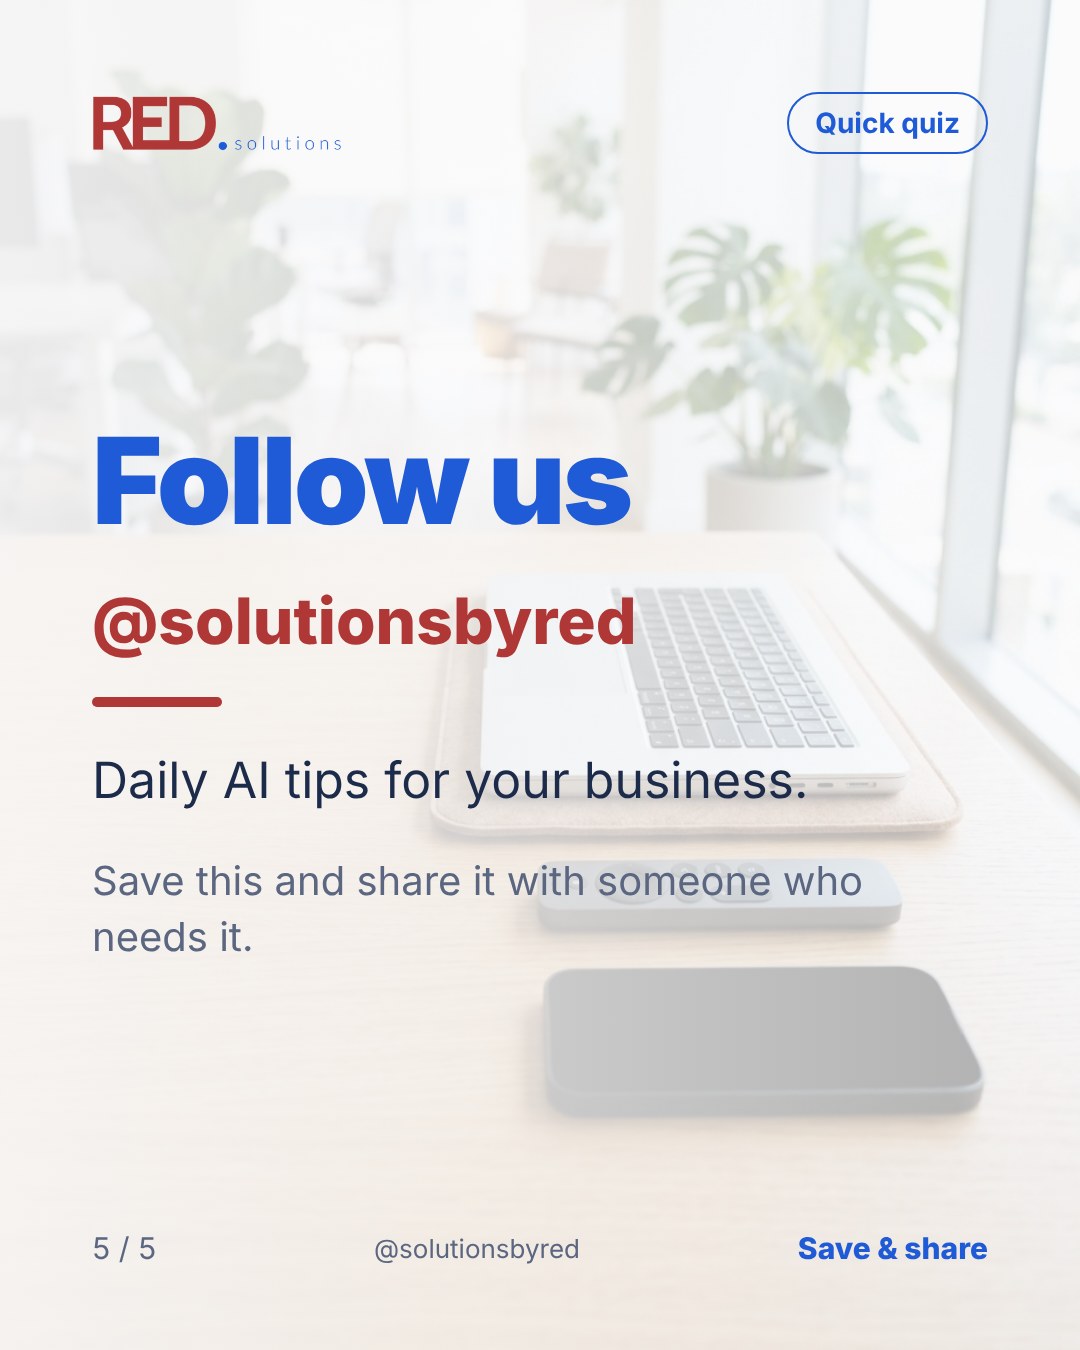 RED.solutions
Quick quiz
Follow us
@solutionsbyred
Daily AI tips for your business.
Save this and share it with someone who
needs it.
5 / 5
@solutionsbyred
Save & share